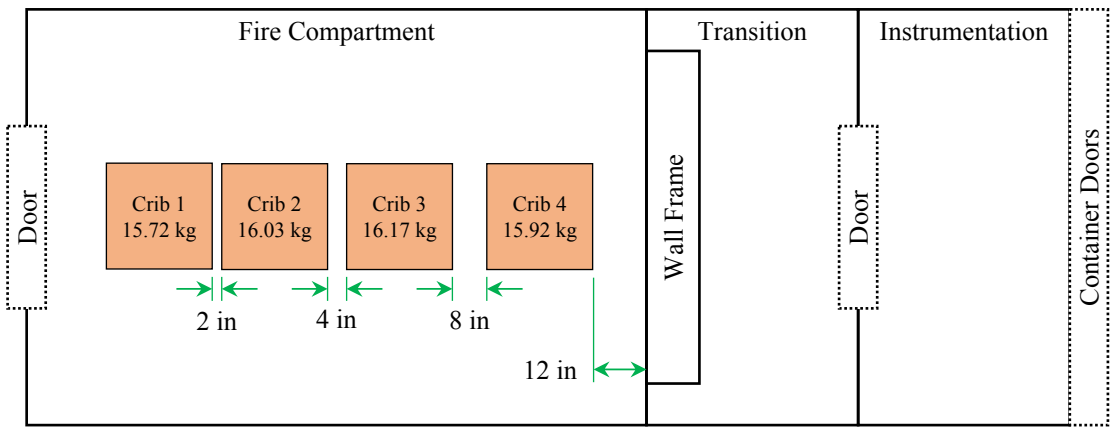 Fire Compartment
Transition
Instrumentation
Door
Crib 1
15.72 kg
Crib 2
16.03 kg
Crib 3
16.17 kg
Crib 4
15.92 kg
Wall Frame
Door
Container Doors
2 in
4 in
8 in
12 in